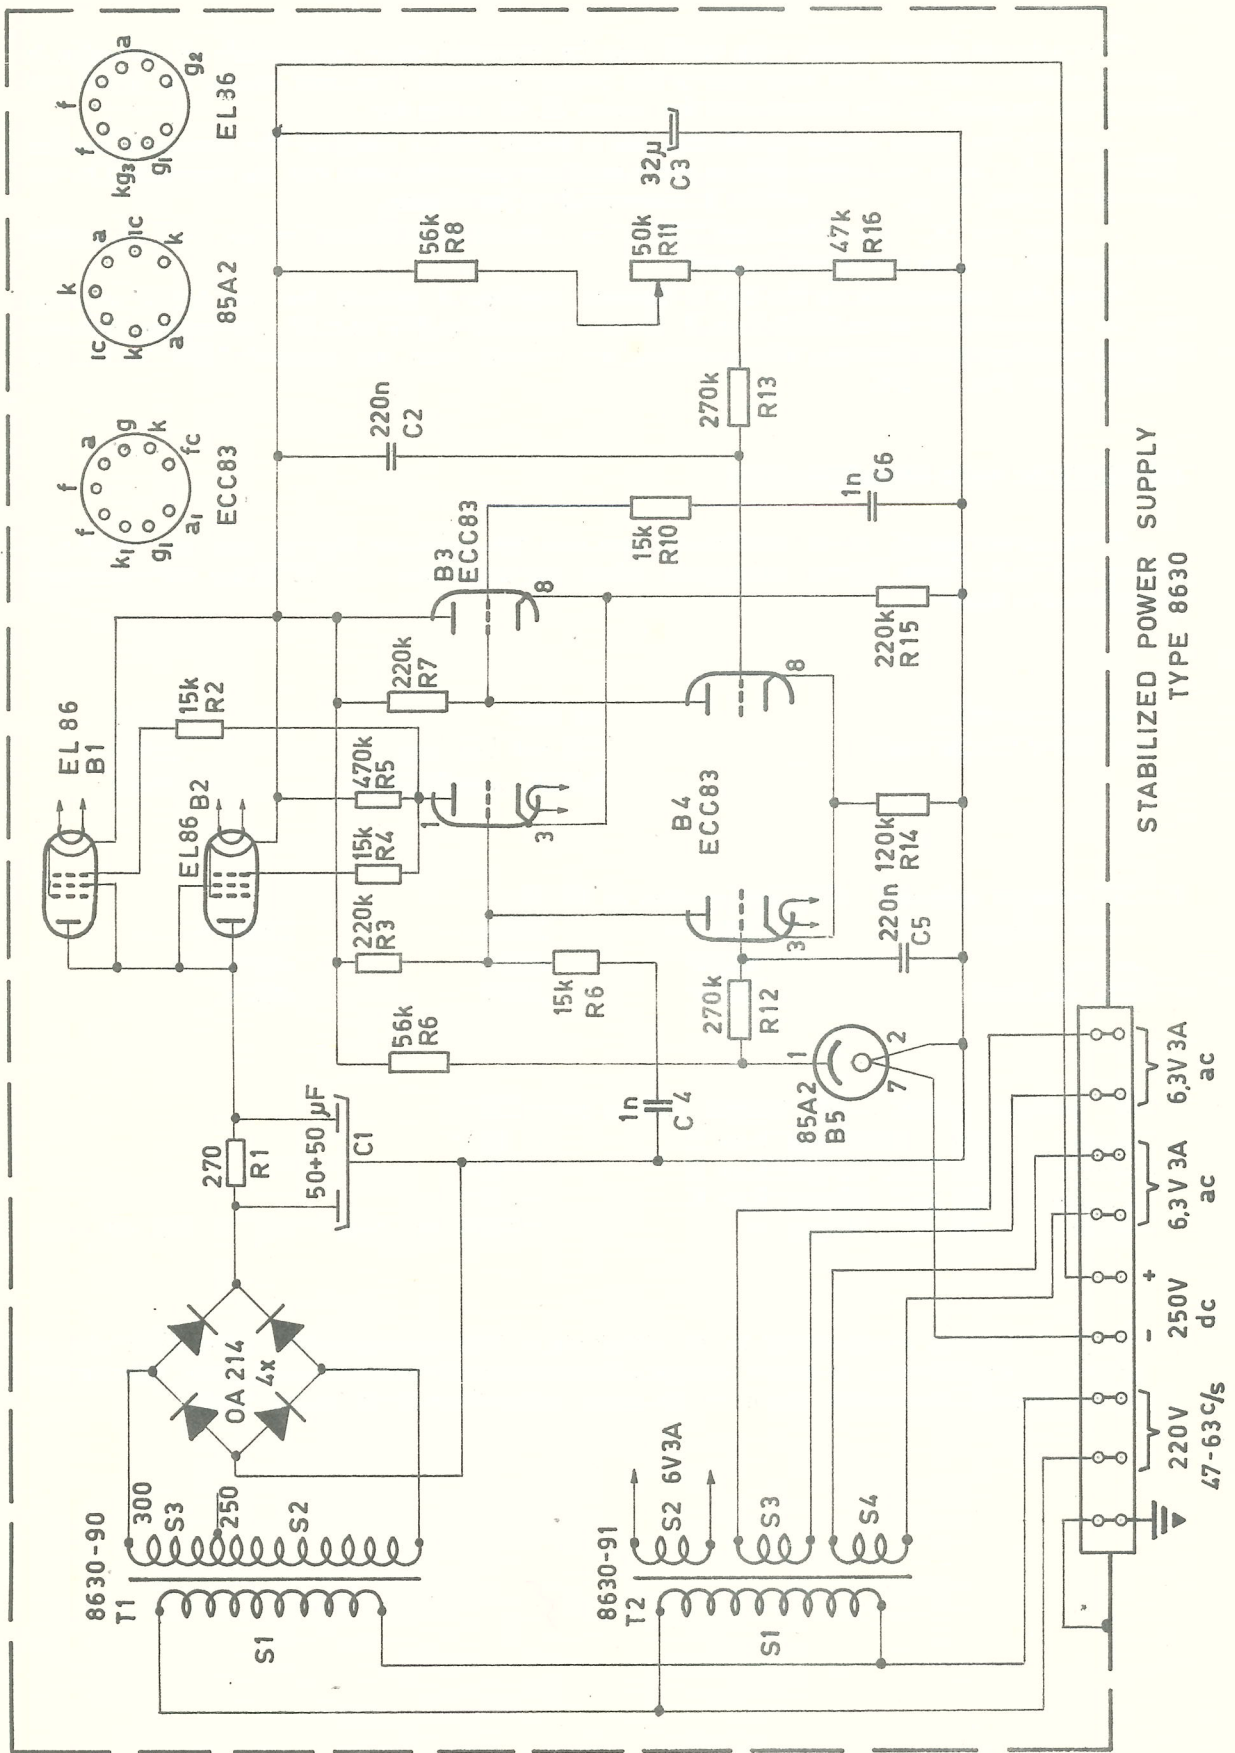 8630-90
T1
S1
300
S3
250
S2
OA 214
4x
270
R1
50+50 µF
C1
EL 86
B1
EL86
B2
15k
R2
220k
R3
15k
R4
470k
R5
56k
R6
15k
R6
220k
R7
1n
C 4
1
3
B3
ECC83
8
220n
C2
56k
R8
50k
R11
32µ
C3
15k
R10
1n
C6
270k
R13
47k
R16
B 4
ECC83
3
8
270k
R12
220n
C5
120k
R14
220k
R15
85A2
B5
1
7
2
f
f
a
g
k
fc
a1
g1
k1
ECC83
k
a
ic
k
a
k
ic
85A2
f
a
g2
g1
kg3
f
EL86
8630-91
T2
S1
S2 6V3A
S3
S4
220V
47-63 c/s
-
+
250V
dc
6,3V 3A
ac
6,3V 3A
ac
STABILIZED POWER SUPPLY
TYPE 8630